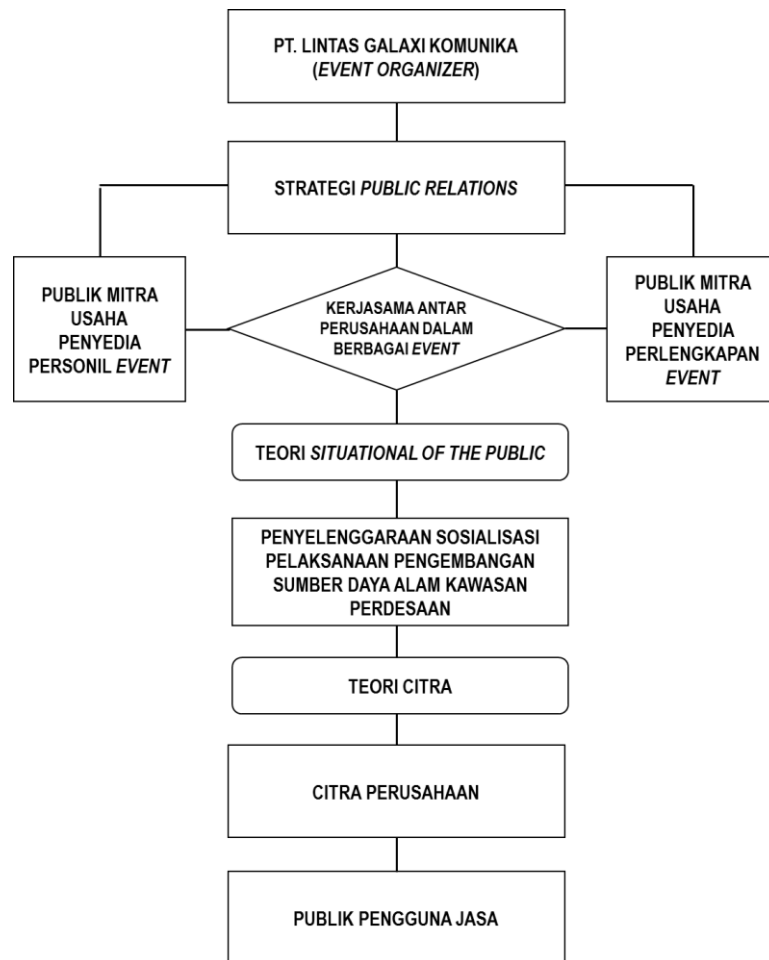 PT. LINTAS GALAXI KOMUNIKA
(EVENT ORGANIZER)
STRATEGI PUBLIC RELATIONS
PUBLIK MITRA
USAHA
PENYEDIA
PERSONIL EVENT
KERJASAMA ANTAR
PERUSAHAAN DALAM
BERBAGAI EVENT
PUBLIK MITRA
USAHA
PENYEDIA
PERLENGKAPAN
EVENT
TEORI SITUATIONAL OF THE PUBLIC
PENYELENGGARAAN SOSIALISASI
PELAKSANAAN PENGEMBANGAN
SUMBER DAYA ALAM KAWASAN
PERDESAAN
TEORI CITRA
CITRA PERUSAHAAN
PUBLIK PENGGUNA JASA